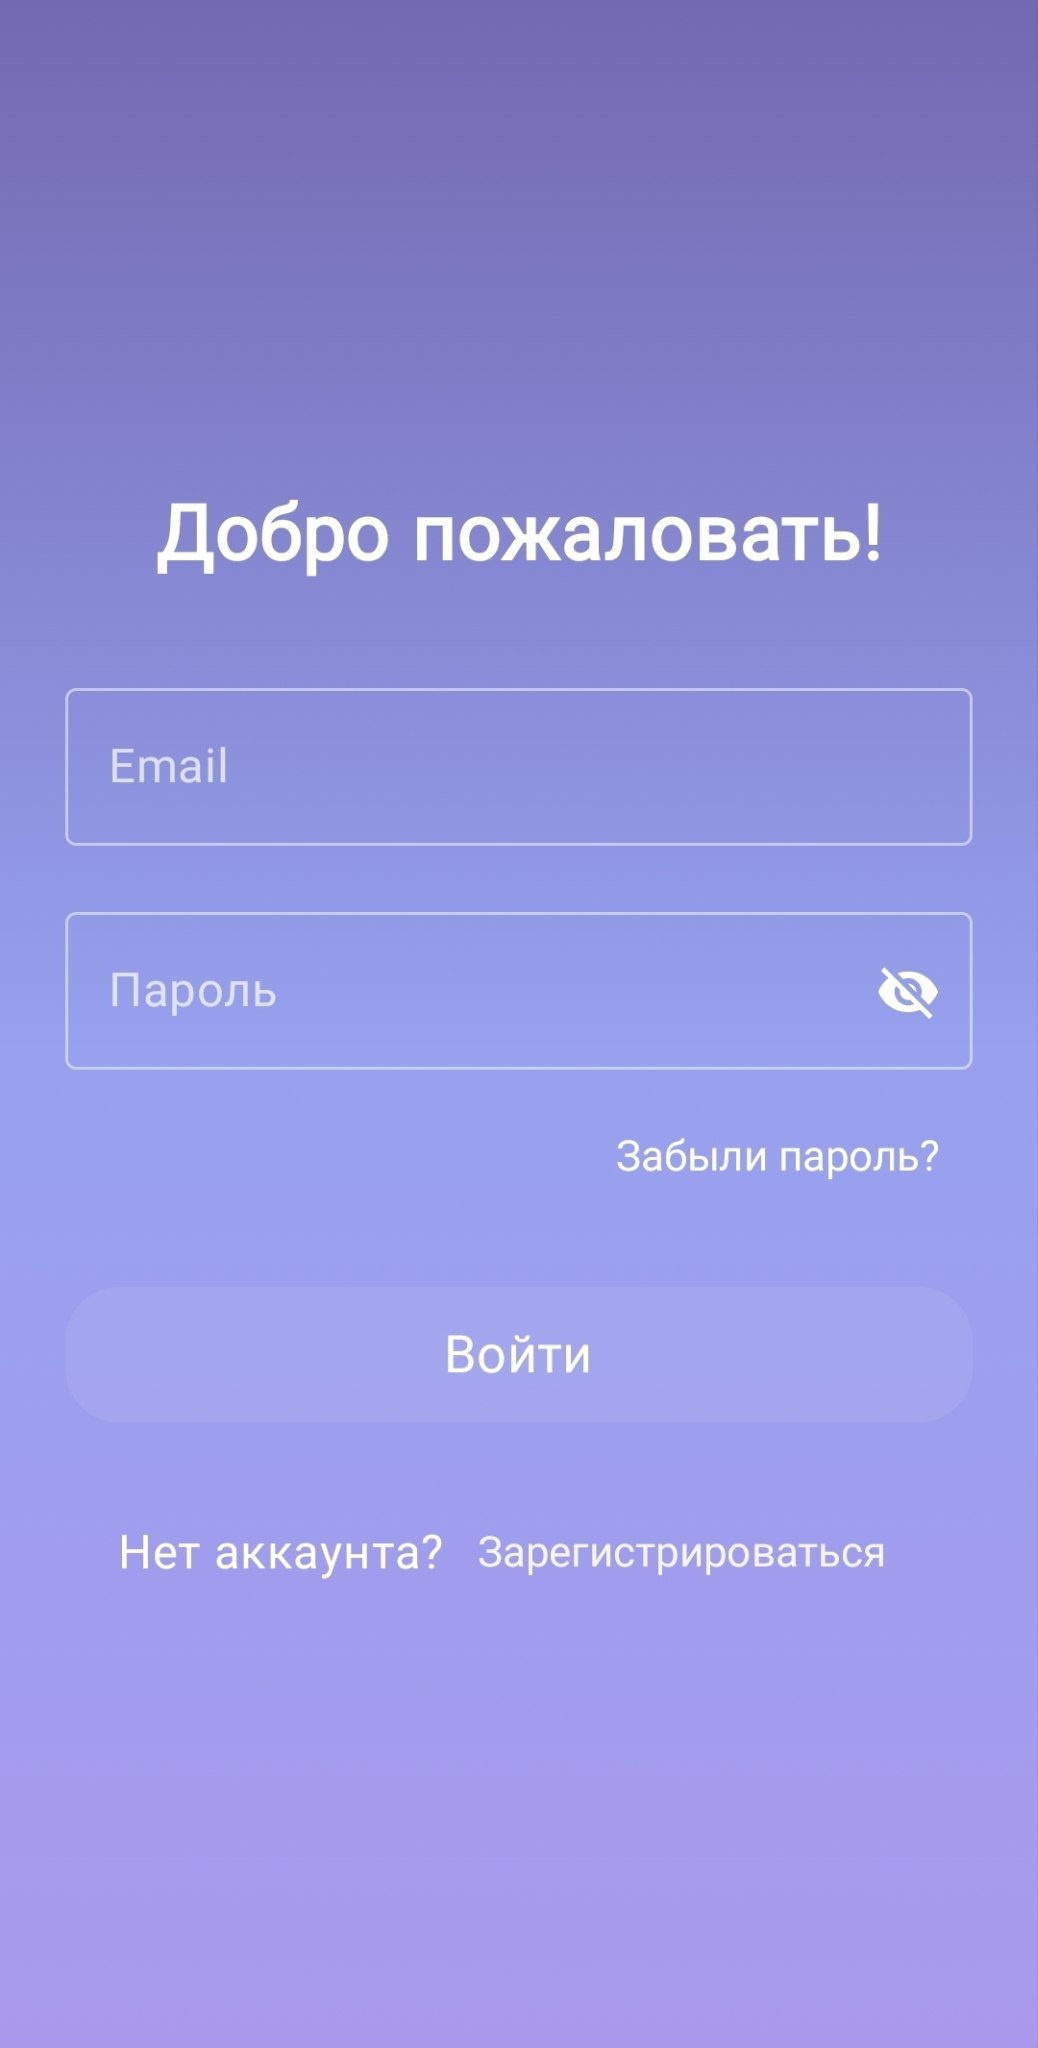 Добро пожаловать!
Email
Пароль
Забыли пароль?
Войти
Нет аккаунта? Зарегистрироваться